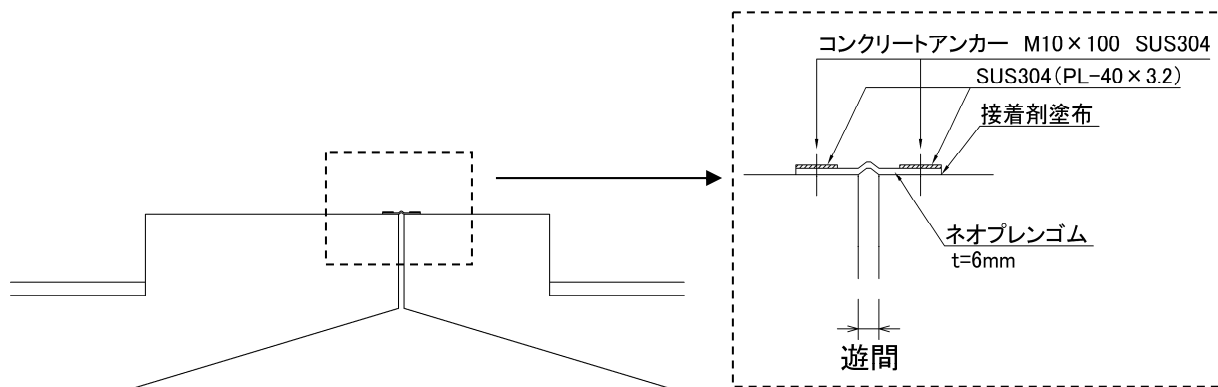 コンクリートアンカー M10×100 SUS304
SUS304(PL-40×3.2)
接着剤塗布
ネオプレンゴム
t=6mm
遊間